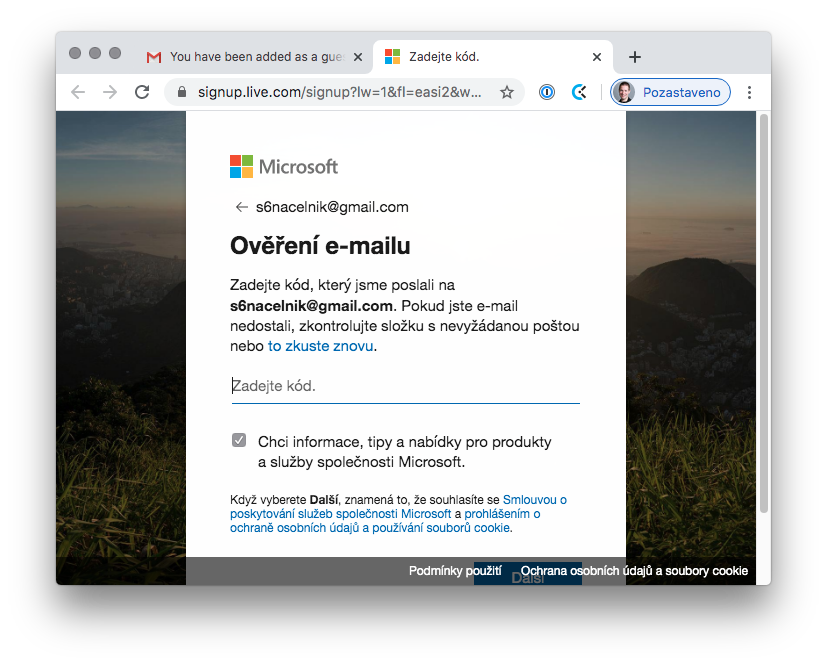 You have been added as a gue
Zadejte kód.
signup.live.com/signup?lw=1&fl=easi2&w...
Pozastaveno
Microsoft
s6nacelnik@gmail.com
Ověření e-mailu
Zadejte kód, který jsme poslali na
s6nacelnik@gmail.com. Pokud jste e-mail
nedostali, zkontrolujte složku s nevyžádanou poštou
nebo to zkuste znovu.
Zadejte kód.
Chci informace, tipy a nabídky pro produkty
a služby společnosti Microsoft.
Když vyberete Další, znamená to, že souhlasíte se Smlouvou o
poskytování služeb společnosti Microsoft a prohlášením o
ochraně osobních údajů a používání souborů cookie.
Podmínky použití Ochrana osobních údajů a soubory cookie
Další